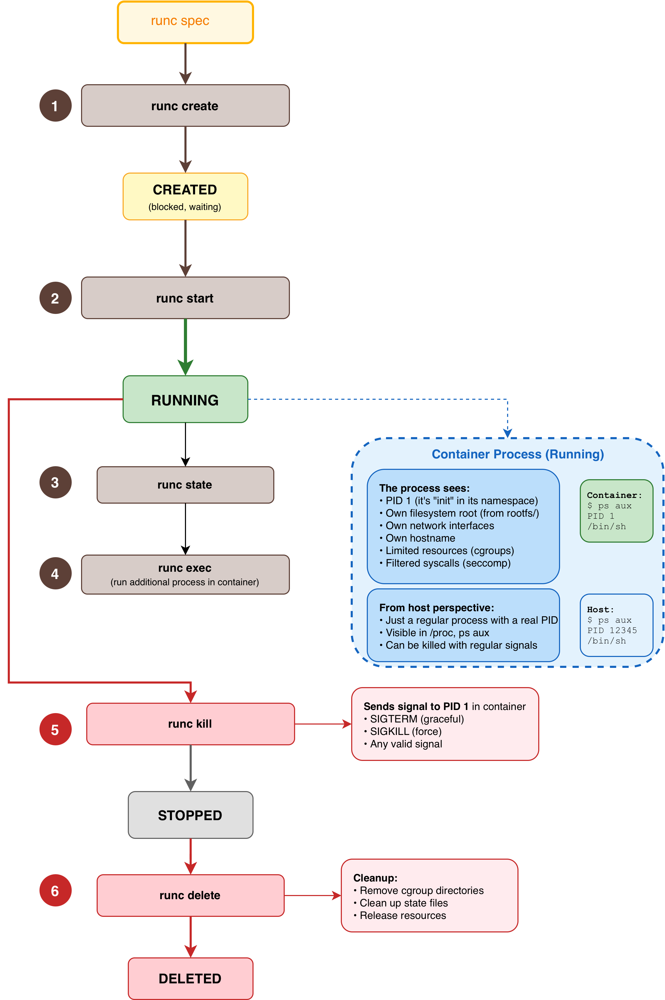 runc spec
1
runc create
CREATED
(blocked, waiting)
2
runc start
RUNNING
3
runc state
4
runc exec
(run additional process in container)
Container Process (Running)
The process sees:
• PID 1 (it's "init" in its namespace)
• Own filesystem root (from rootfs/)
• Own network interfaces
• Own hostname
• Limited resources (cgroups)
• Filtered syscalls (seccomp)
Container:
$ ps aux
PID 1
/bin/sh
From host perspective:
• Just a regular process with a real PID
• Visible in /proc, ps aux
• Can be killed with regular signals
Host:
$ ps aux
PID 12345
/bin/sh
5
runc kill
Sends signal to PID 1 in container
• SIGTERM (graceful)
• SIGKILL (force)
• Any valid signal
STOPPED
6
runc delete
Cleanup:
• Remove cgroup directories
• Clean up state files
• Release resources
DELETED